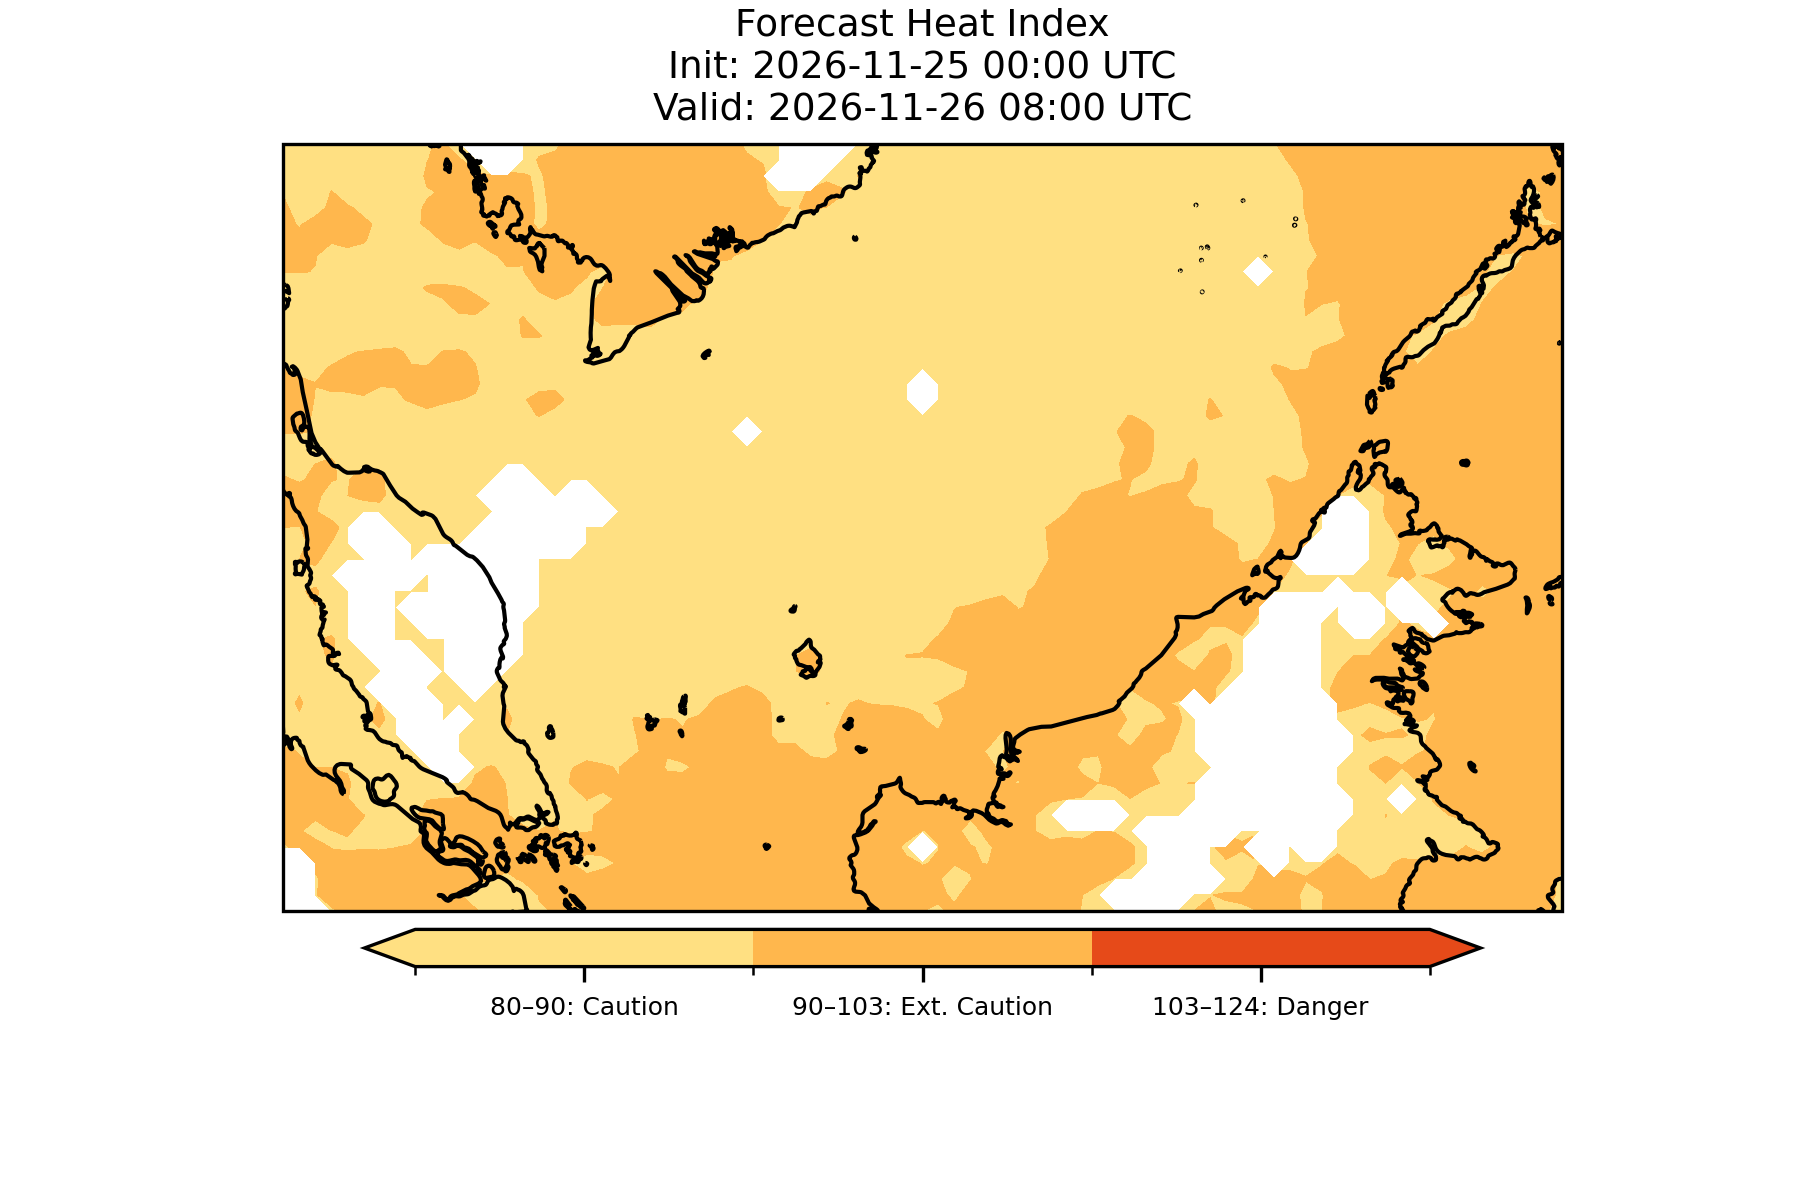 Forecast Heat Index
Init: 2026-11-25 00:00 UTC
Valid: 2026-11-26 08:00 UTC
80–90: Caution
90–103: Ext. Caution
103–124: Danger